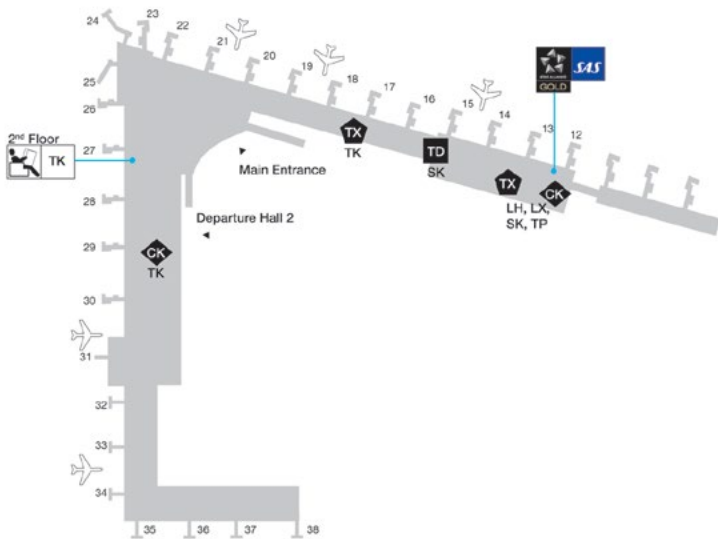 24
23
22
21
20
19
18
17
16
15
14
13
12
STAR ALLIANCE
GOLD
SAS
25
26
2nd Floor
TK
27
28
29
30
31
32
33
34
35
36
37
38
Main Entrance
Departure Hall 2
TX
TK
TD
SK
TX
CK
LH, LX,
SK, TP
CK
TK